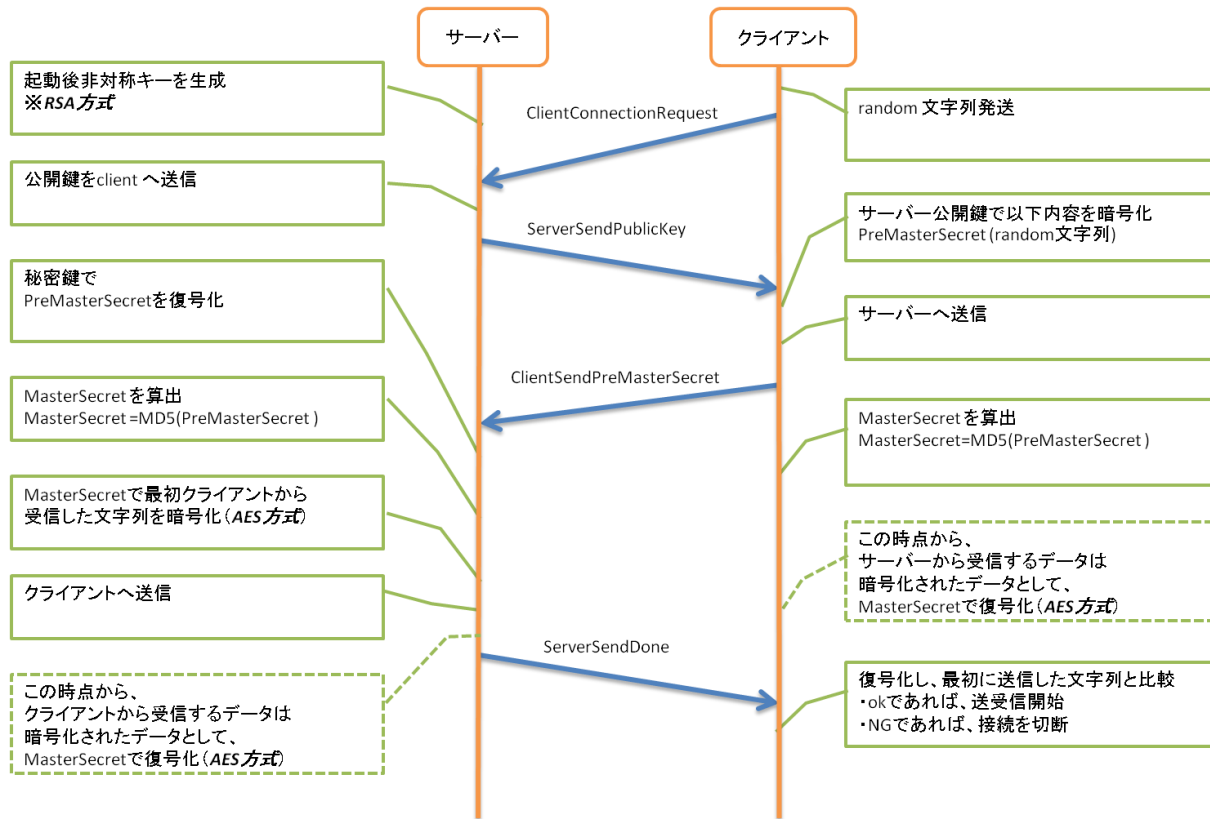 サーバー
クライアント
起動後非対称キーを生成
※RSA方式
ClientConnectionRequest
random 文字列発送
公開鍵をclient へ送信
サーバー公開鍵で以下内容を暗号化
PreMasterSecret(random文字列)
ServerSendPublicKey
秘密鍵で
PreMasterSecretを復号化
サーバーへ送信
ClientSendPreMasterSecret
MasterSecretを算出
MasterSecret=MD5(PreMasterSecret )
MasterSecretを算出
MasterSecret=MD5(PreMasterSecret )
MasterSecretで最初クライアントから
受信した文字列を暗号化(AES方式)
この時点から、
サーバーから受信するデータは
暗号化されたデータとして、
MasterSecretで復号化(AES方式)
クライアントへ送信
ServerSendDone
この時点から、
クライアントから受信するデータは
暗号化されたデータとして、
MasterSecretで復号化(AES方式)
復号化し、最初に送信した文字列と比較
・okであれば、送受信開始
・NGであれば、接続を切断